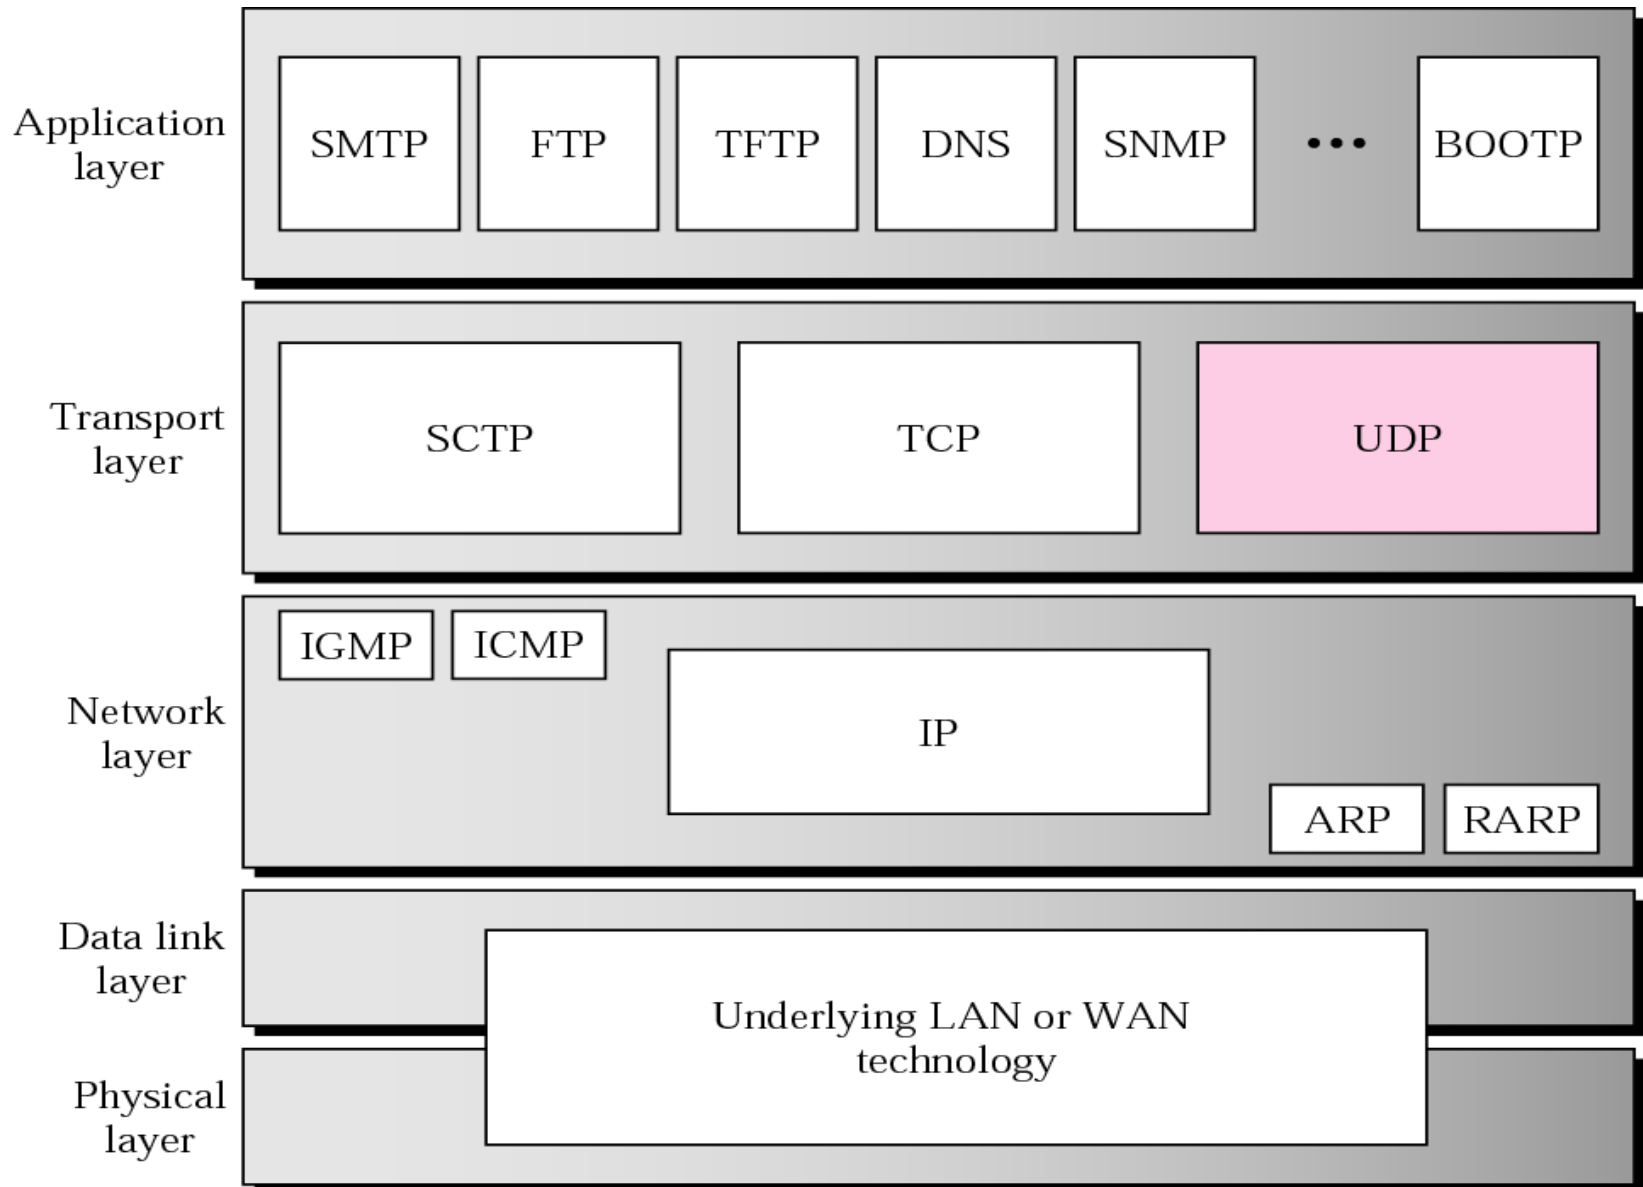 Application
layer
SMTP
FTP
TFTP
DNS
SNMP
•••
BOOTP
Transport
layer
SCTP
TCP
UDP
Network
layer
IGMP
ICMP
IP
ARP
RARP
Data link
layer
Underlying LAN or WAN
technology
Physical
layer